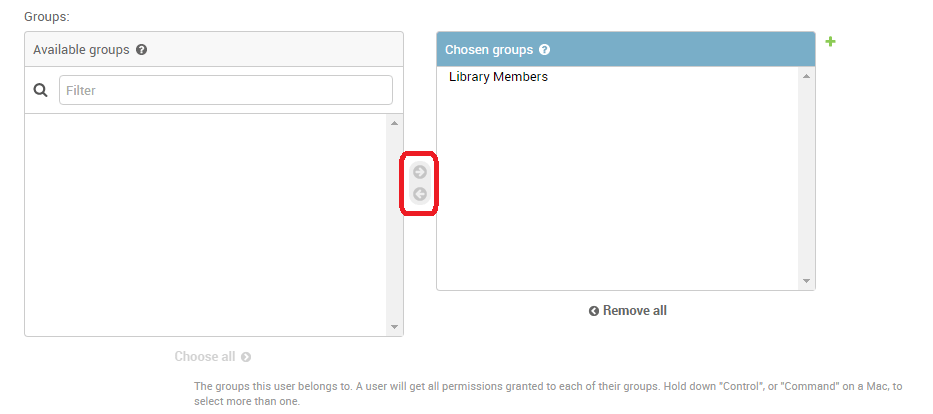 Groups:
Available groups
Chosen groups
Filter
Library Members
Remove all
Choose all
The groups this user belongs to. A user will get all permissions granted to each of their groups. Hold down "Control", or "Command" on a Mac, to
select more than one.